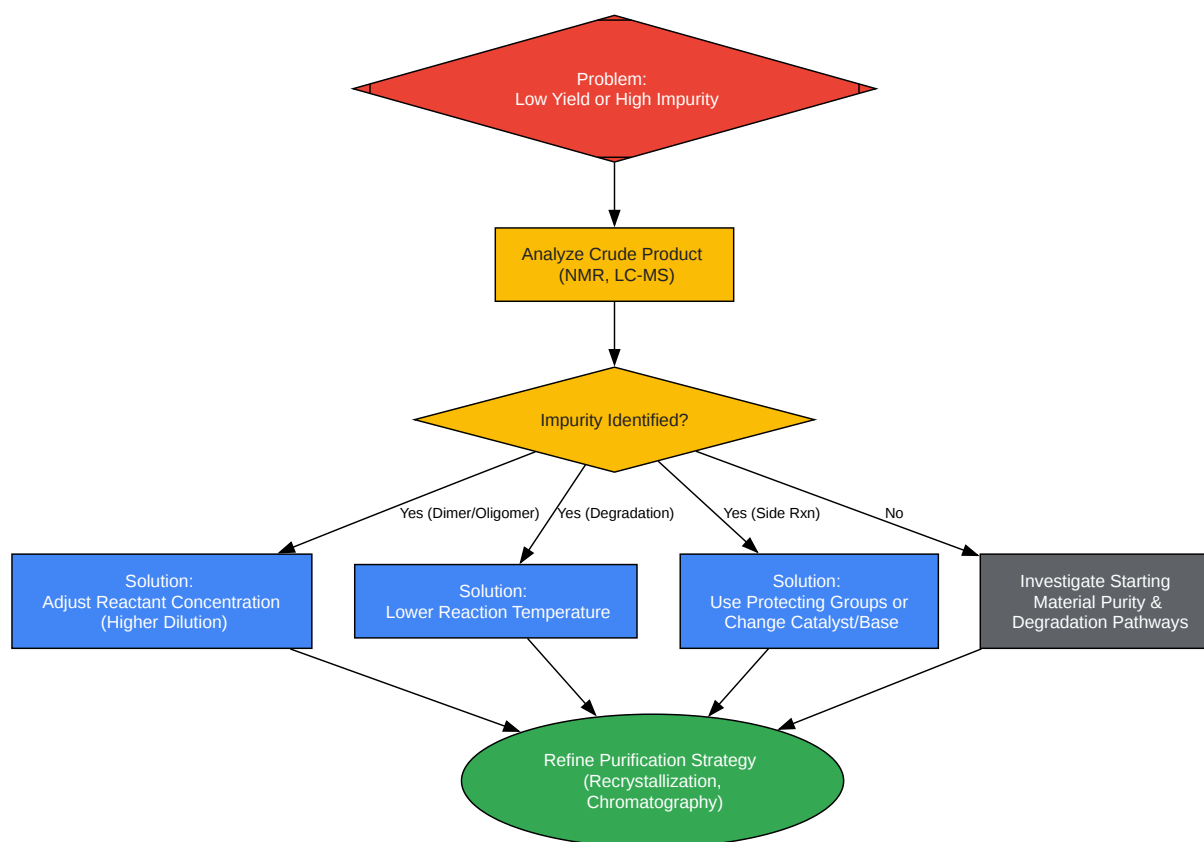 Problem:
Low Yield or High Impurity
Analyze Crude Product
(NMR, LC-MS)
Impurity Identified?
Yes (Dimer/Oligomer)
Yes (Degradation)
Yes (Side Rxn)
No
Solution:
Adjust Reactant Concentration
(Higher Dilution)
Solution:
Lower Reaction Temperature
Solution:
Use Protecting Groups or
Change Catalyst/Base
Investigate Starting
Material Purity &
Degradation Pathways
Refine Purification Strategy
(Recrystallization,
Chromatography)